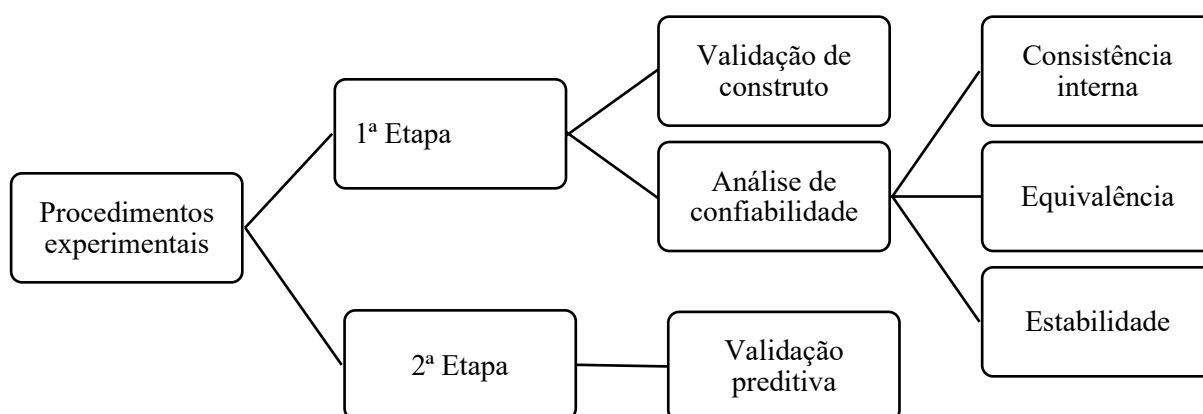 Procedimentos
experimentais
1ª Etapa
Validação de
construto
Análise de
confiabilidade
Consistência
interna
Equivalência
Estabilidade
2ª Etapa
Validação
preditiva